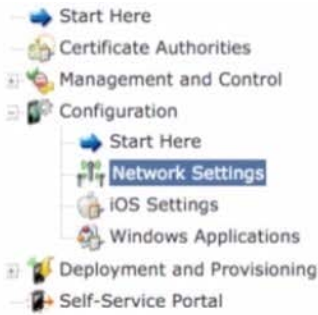 Start Here
Certificate Authorities
Management and Control
Configuration
Start Here
Network Settings
iOS Settings
Windows Applications
Deployment and Provisioning
Self-Service Portal